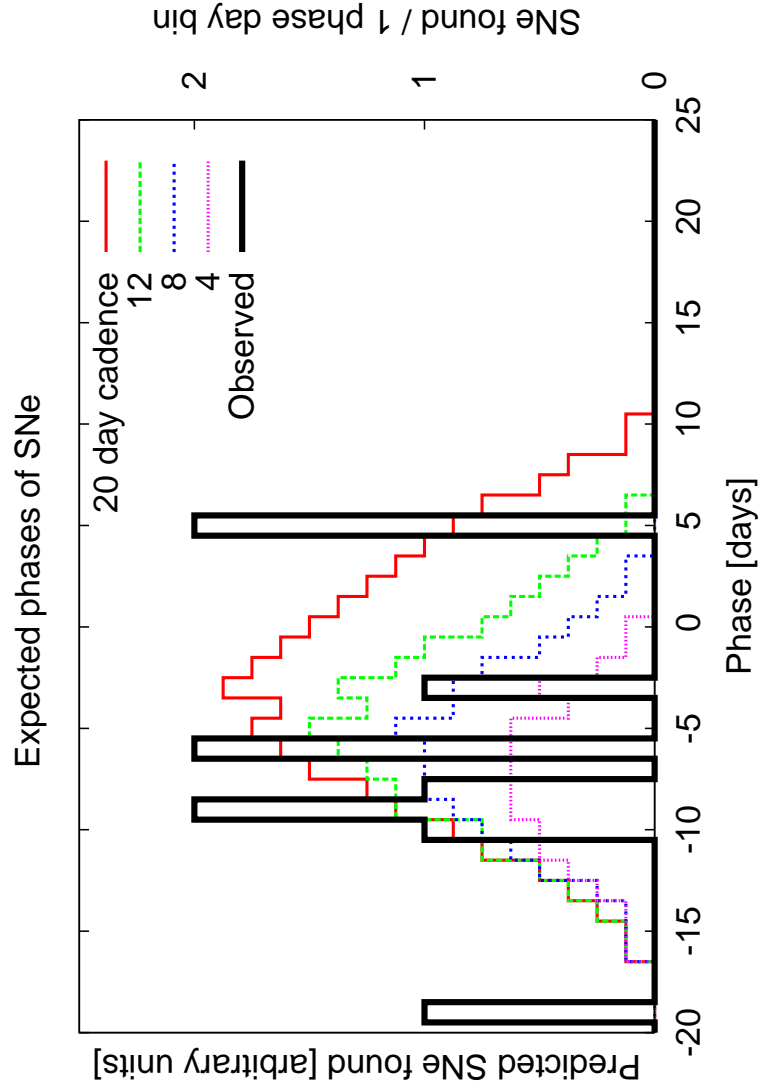 Expected phases of SNe
Predicted SNe found [arbitrary units]
SNe found / 1 phase day bin
20 day cadence
12
8
4
Observed
2
1
0
-20 -15 -10 -5 0 5 10 15 20 25
Phase [days]